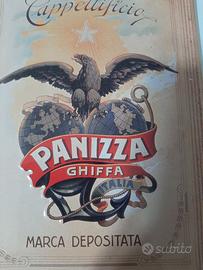 Cappellificio
PANIZZA
GHIFFA
ITALIA
MARCA DEPOSITATA
subito